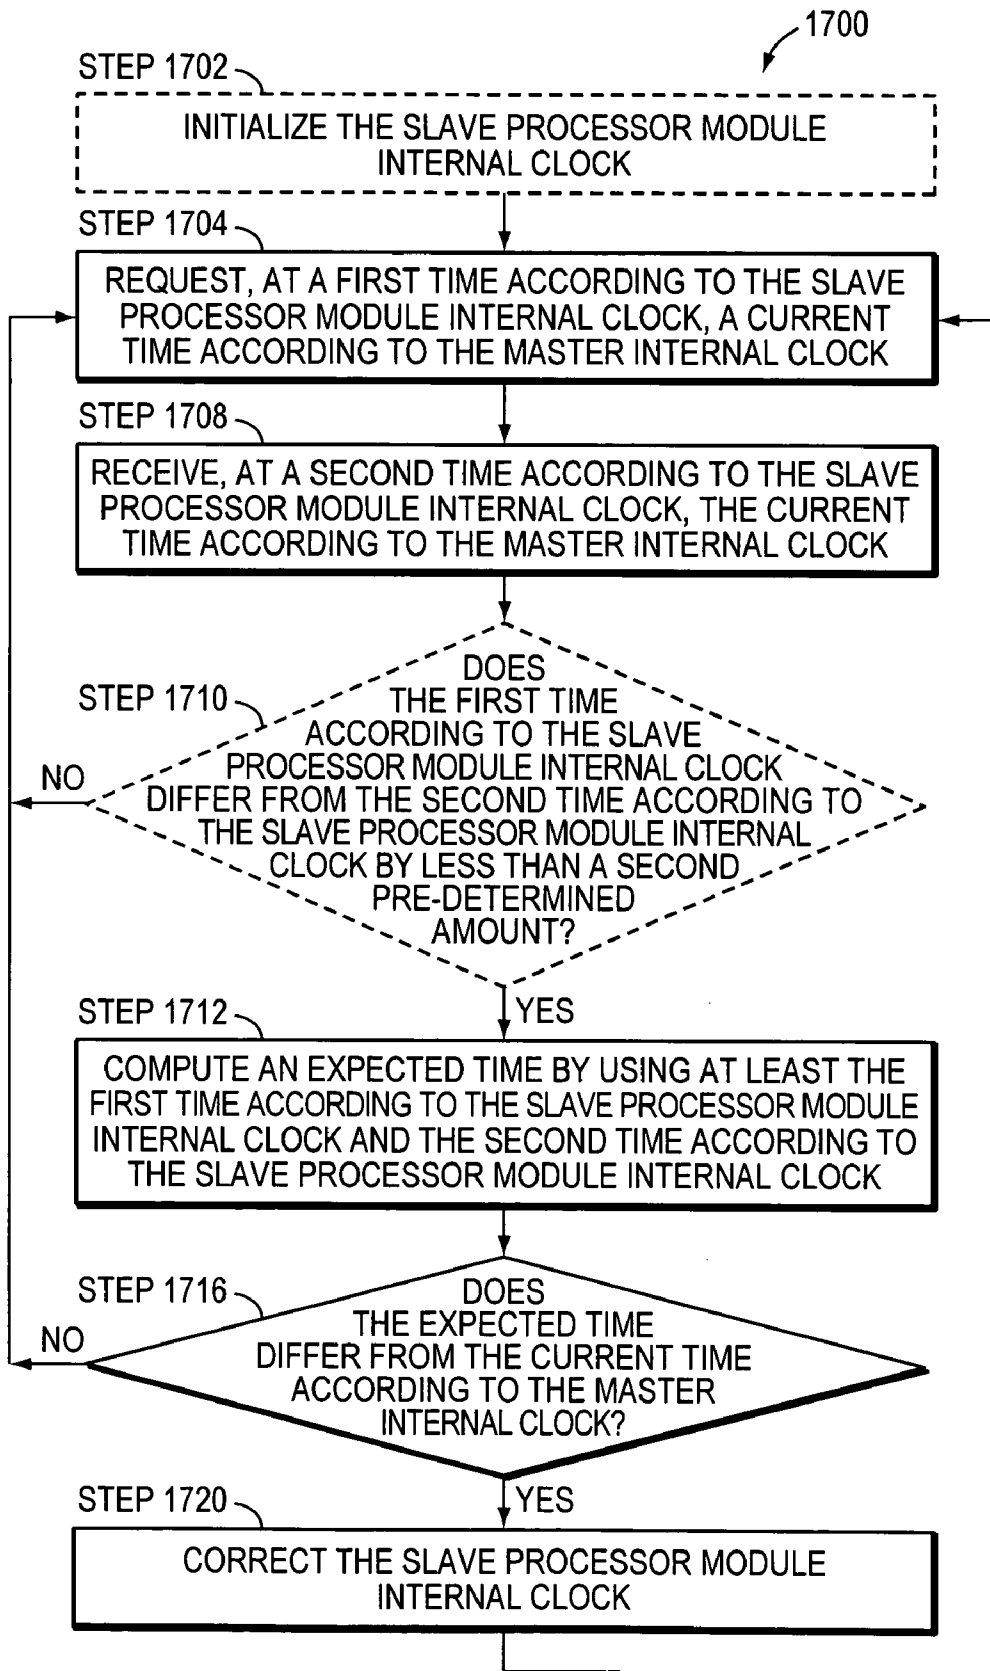 1700
STEP 1702
INITIALIZE THE SLAVE PROCESSOR MODULE
INTERNAL CLOCK
STEP 1704
REQUEST, AT A FIRST TIME ACCORDING TO THE SLAVE
PROCESSOR MODULE INTERNAL CLOCK, A CURRENT
TIME ACCORDING TO THE MASTER INTERNAL CLOCK
STEP 1708
RECEIVE, AT A SECOND TIME ACCORDING TO THE SLAVE
PROCESSOR MODULE INTERNAL CLOCK, THE CURRENT
TIME ACCORDING TO THE MASTER INTERNAL CLOCK
STEP 1710
DOES
THE FIRST TIME
ACCORDING TO THE SLAVE
PROCESSOR MODULE INTERNAL CLOCK
DIFFER FROM THE SECOND TIME ACCORDING TO
THE SLAVE PROCESSOR MODULE INTERNAL
CLOCK BY LESS THAN A SECOND
PRE-DETERMINED
AMOUNT?
NO
YES
STEP 1712
COMPUTE AN EXPECTED TIME BY USING AT LEAST THE
FIRST TIME ACCORDING TO THE SLAVE PROCESSOR MODULE
INTERNAL CLOCK AND THE SECOND TIME ACCORDING TO
THE SLAVE PROCESSOR MODULE INTERNAL CLOCK
STEP 1716
DOES
THE EXPECTED TIME
DIFFER FROM THE CURRENT TIME
ACCORDING TO THE MASTER
INTERNAL CLOCK?
NO
YES
STEP 1720
CORRECT THE SLAVE PROCESSOR MODULE
INTERNAL CLOCK